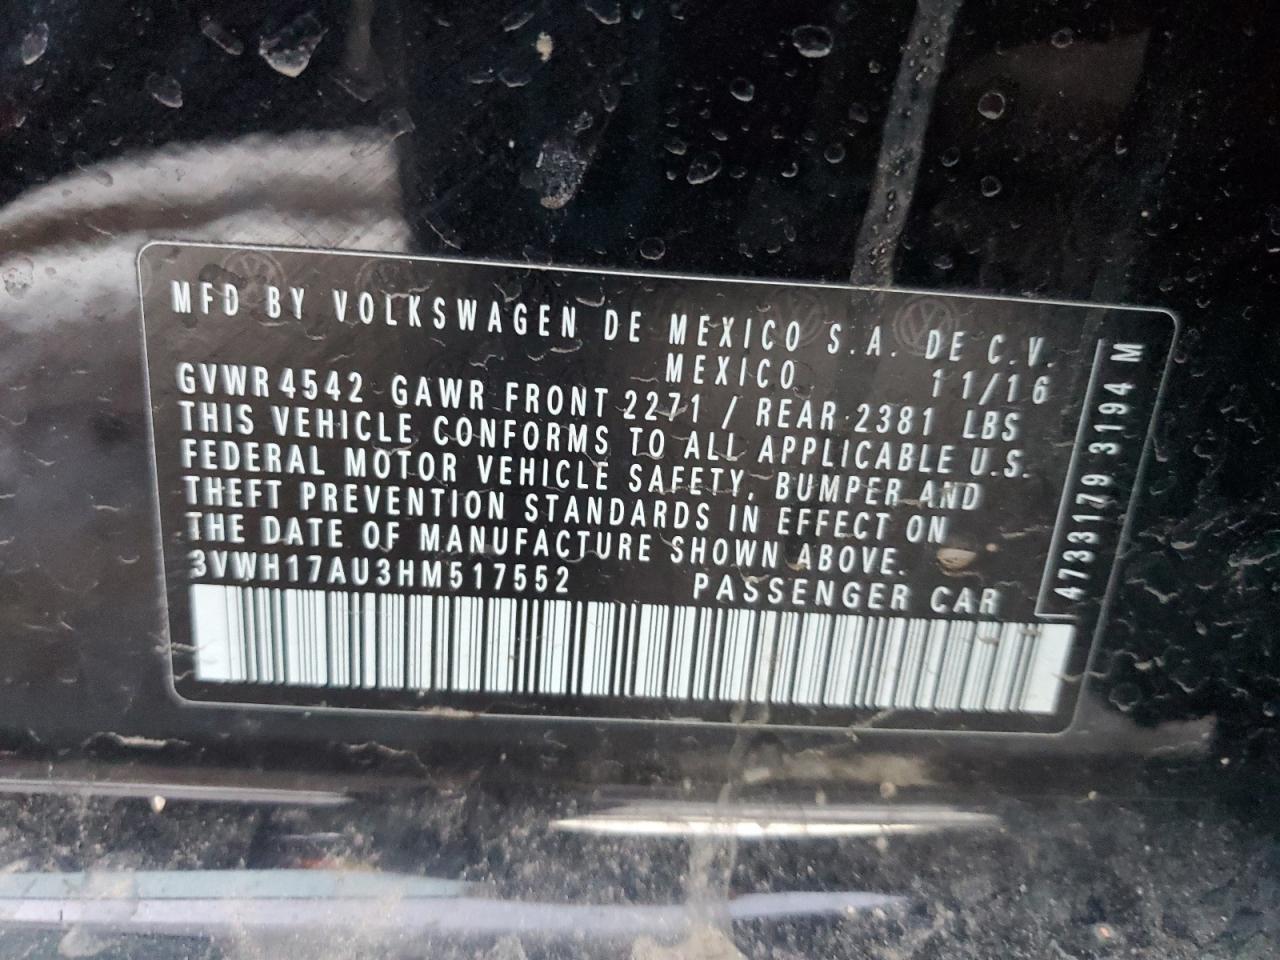 MFD BY VOLKSWAGEN DE MEXICO S.A. DE C.V.
MEXICO 11/16
GVWR 4542 GAWR FRONT 2271 / REAR 2381 LBS
THIS VEHICLE CONFORMS TO ALL APPLICABLE U.S.
FEDERAL MOTOR VEHICLE SAFETY, BUMPER AND
THEFT PREVENTION STANDARDS IN EFFECT ON
THE DATE OF MANUFACTURE SHOWN ABOVE.
3VWH17AU3HM517552 PASSENGER CAR
4733179 3194 M